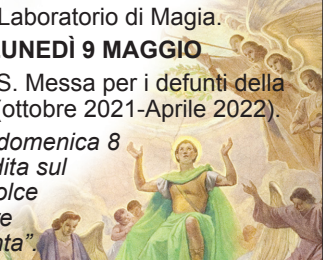 Laboratorio di Magia.
UNEDÌ 9 MAGGIO
S. Messa per i defunti della
(ottobre 2021-Aprile 2022).
domenica 8
dita sul
olce
re
nta".